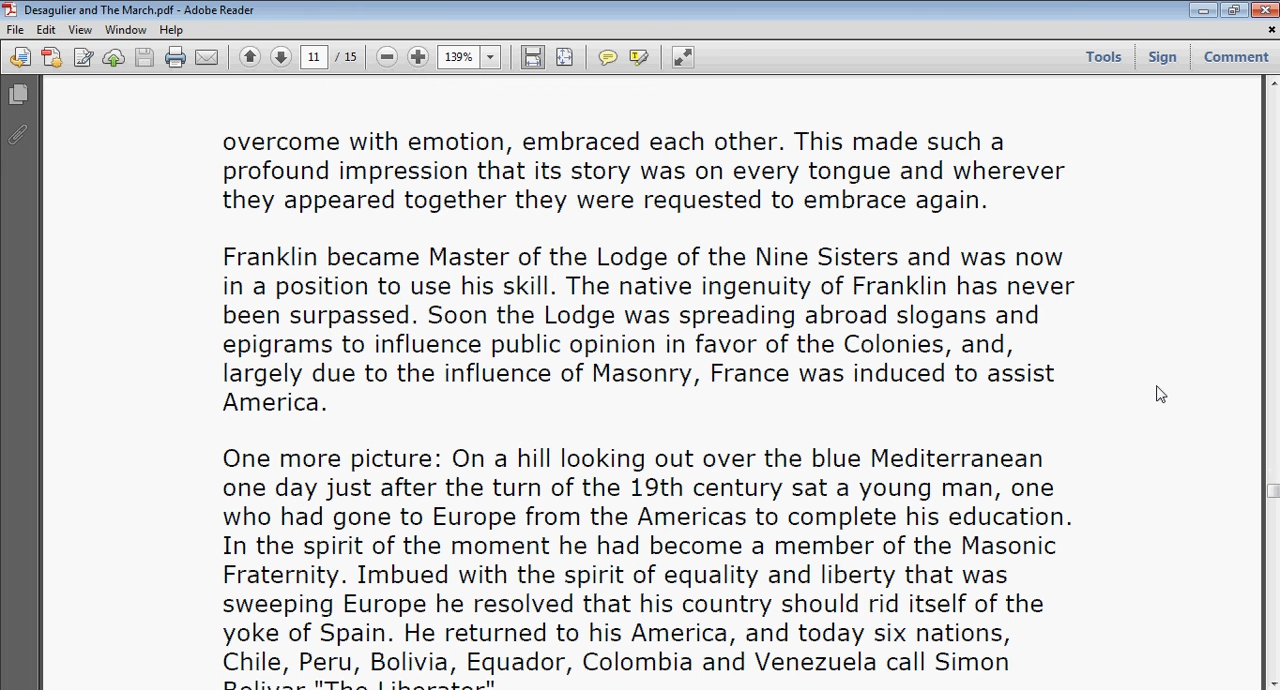 Desagulier and The March.pdf - Adobe Reader
File Edit View Window Help
11 / 15 139% Tools Sign Comment
overcome with emotion, embraced each other. This made such a
profound impression that its story was on every tongue and wherever
they appeared together they were requested to embrace again.
Franklin became Master of the Lodge of the Nine Sisters and was now
in a position to use his skill. The native ingenuity of Franklin has never
been surpassed. Soon the Lodge was spreading abroad slogans and
epigrams to influence public opinion in favor of the Colonies, and,
largely due to the influence of Masonry, France was induced to assist
America.
One more picture: On a hill looking out over the blue Mediterranean
one day just after the turn of the 19th century sat a young man, one
who had gone to Europe from the Americas to complete his education.
In the spirit of the moment he had become a member of the Masonic
Fraternity. Imbued with the spirit of equality and liberty that was
sweeping Europe he resolved that his country should rid itself of the
yoke of Spain. He returned to his America, and today six nations,
Chile, Peru, Bolivia, Equador, Colombia and Venezuela call Simon
Bolivar "The Liberator"